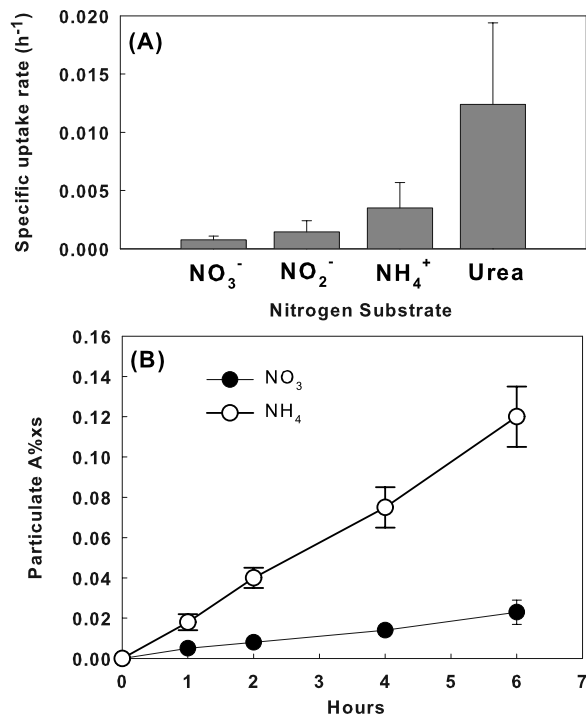 (A)
Specific uptake rate (h⁻¹)
0.020
0.015
0.010
0.005
0.000
NO₃⁻ NO₂⁻ NH₄⁺ Urea
Nitrogen Substrate
(B)
NO₃
NH₄
Particulate A%xs
0.16
0.14
0.12
0.10
0.08
0.06
0.04
0.02
0.00
0 1 2 3 4 5 6 7
Hours